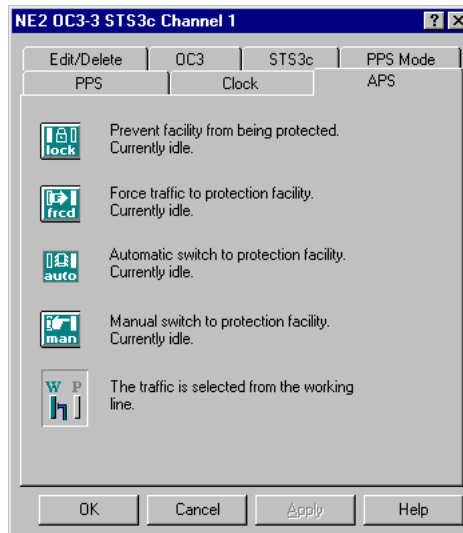 NE2 OC3-3 STS3c Channel 1
Edit/Delete OC3 STS3c PPS Mode
PPS Clock APS
lock
Prevent facility from being protected.
Currently idle.
frcd
Force traffic to protection facility.
Currently idle.
auto
Automatic switch to protection facility.
Currently idle.
man
Manual switch to protection facility.
Currently idle.
W P
The traffic is selected from the working
line.
OK Cancel Apply Help